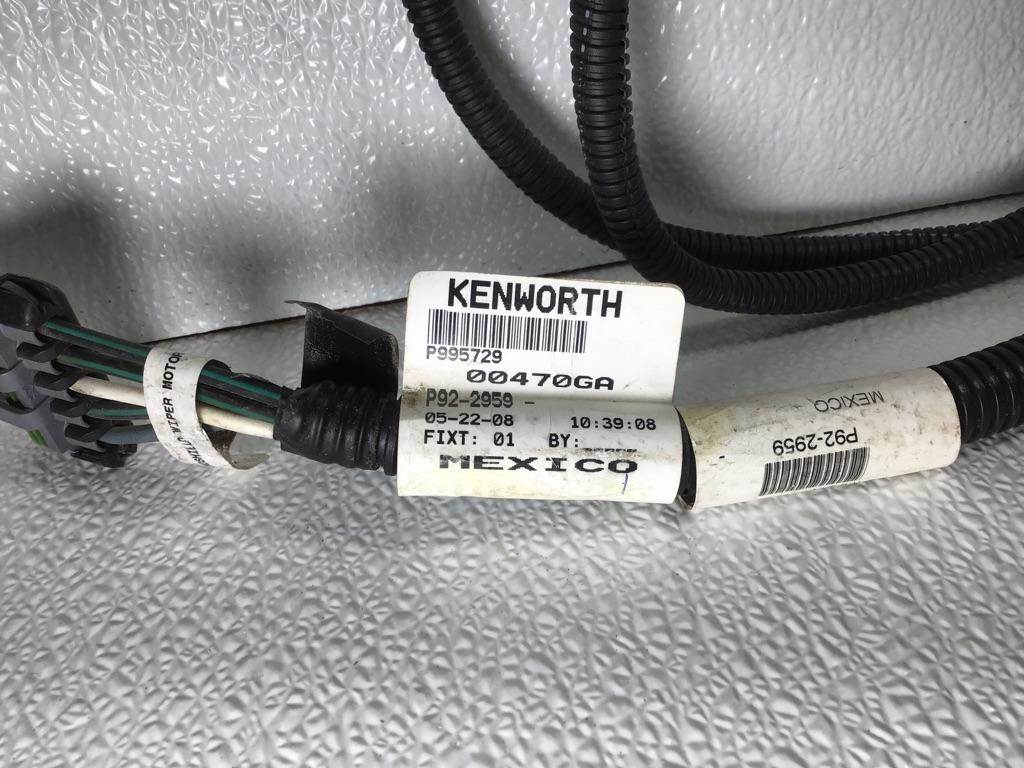 KENWORTH
P995729
00470GA
P92-2959 -
05-22-08 10:39:08
FIXT: 01 BY:_____
MEXICO
WIPER MOTOR
P92-2959
MEXICO